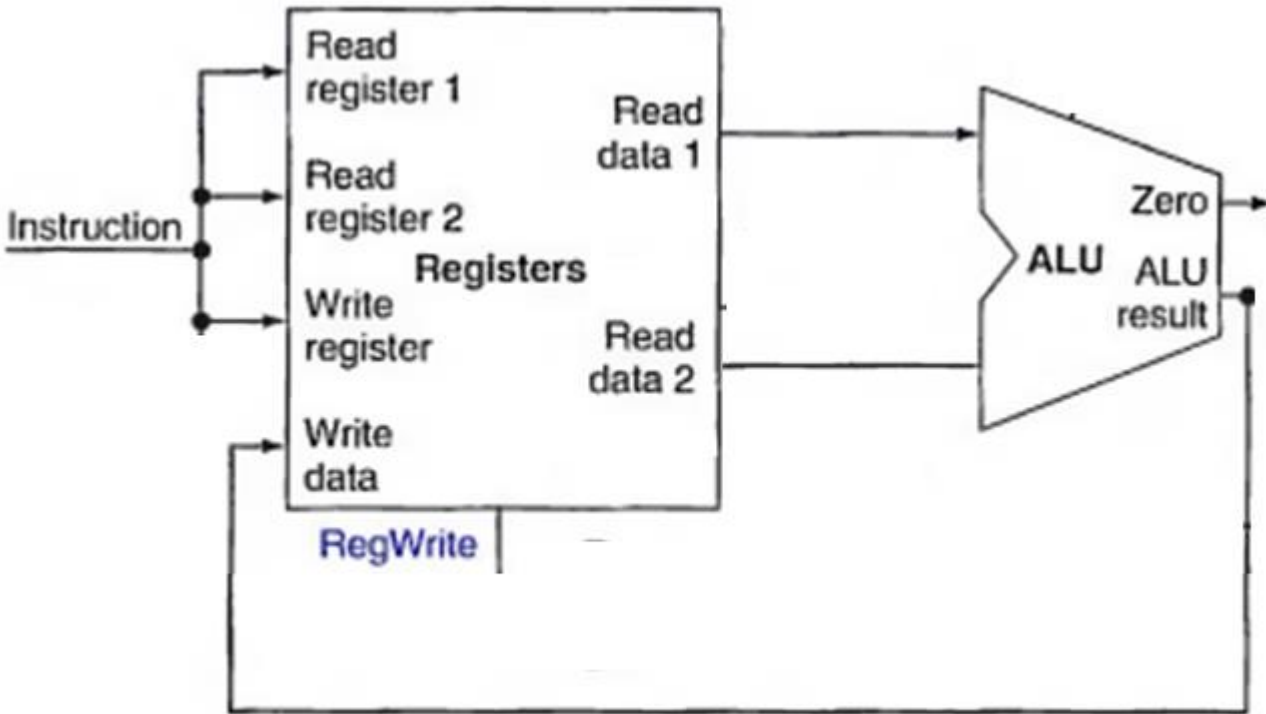 Read
register 1
Read
data 1
Read
register 2
Instruction
Registers
Write
register
Read
data 2
Write
data
RegWrite
Zero
ALU
ALU
result